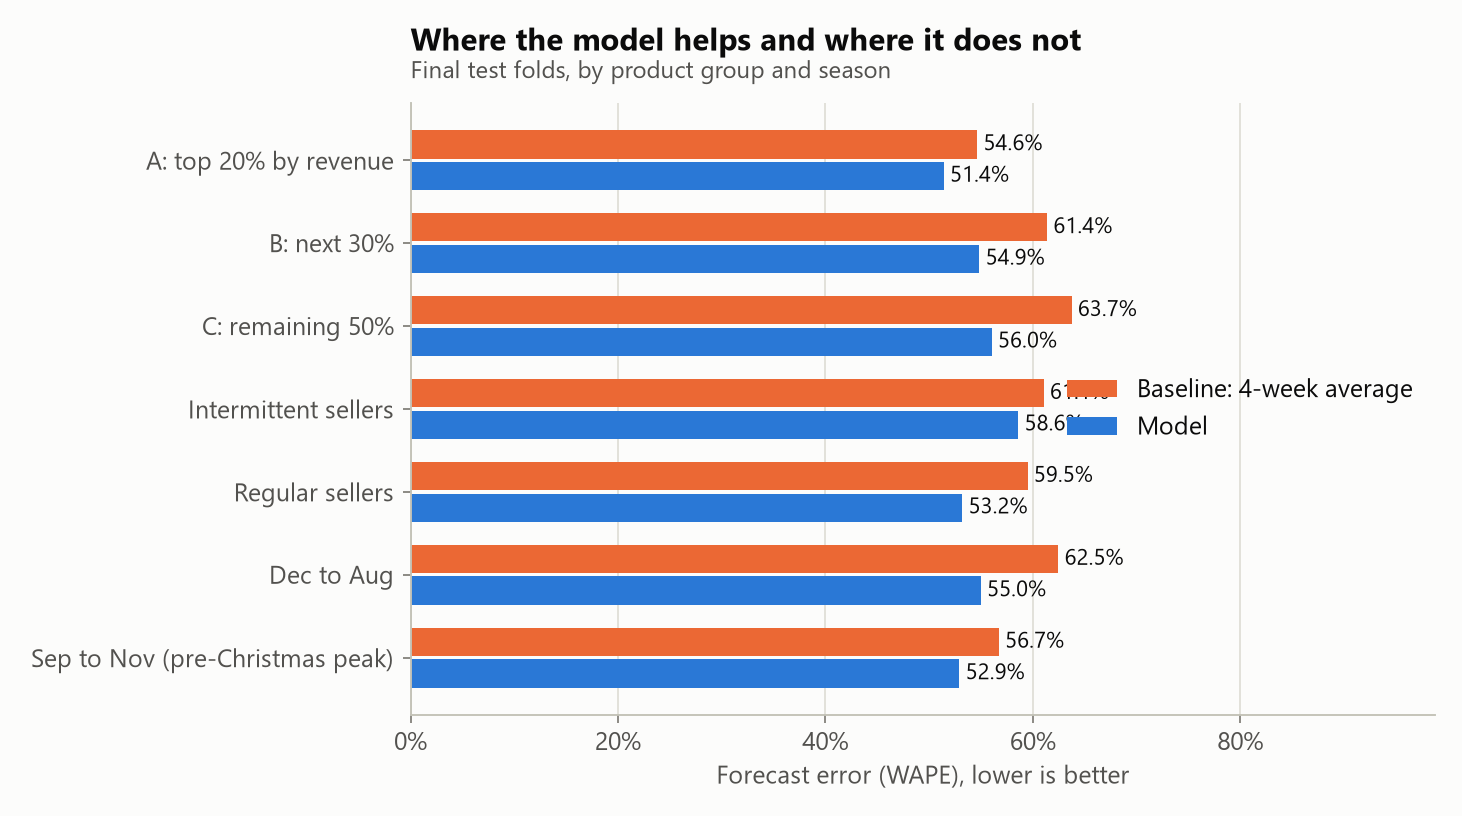 Where the model helps and where it does not
Final test folds, by product group and season
A: top 20% by revenue
54.6%
51.4%
B: next 30%
61.4%
54.9%
C: remaining 50%
63.7%
56.0%
Intermittent sellers
58.6%
Baseline: 4-week average
Model
Regular sellers
59.5%
53.2%
Dec to Aug
62.5%
55.0%
Sep to Nov (pre-Christmas peak)
56.7%
52.9%
0% 20% 40% 60% 80%
Forecast error (WAPE), lower is better